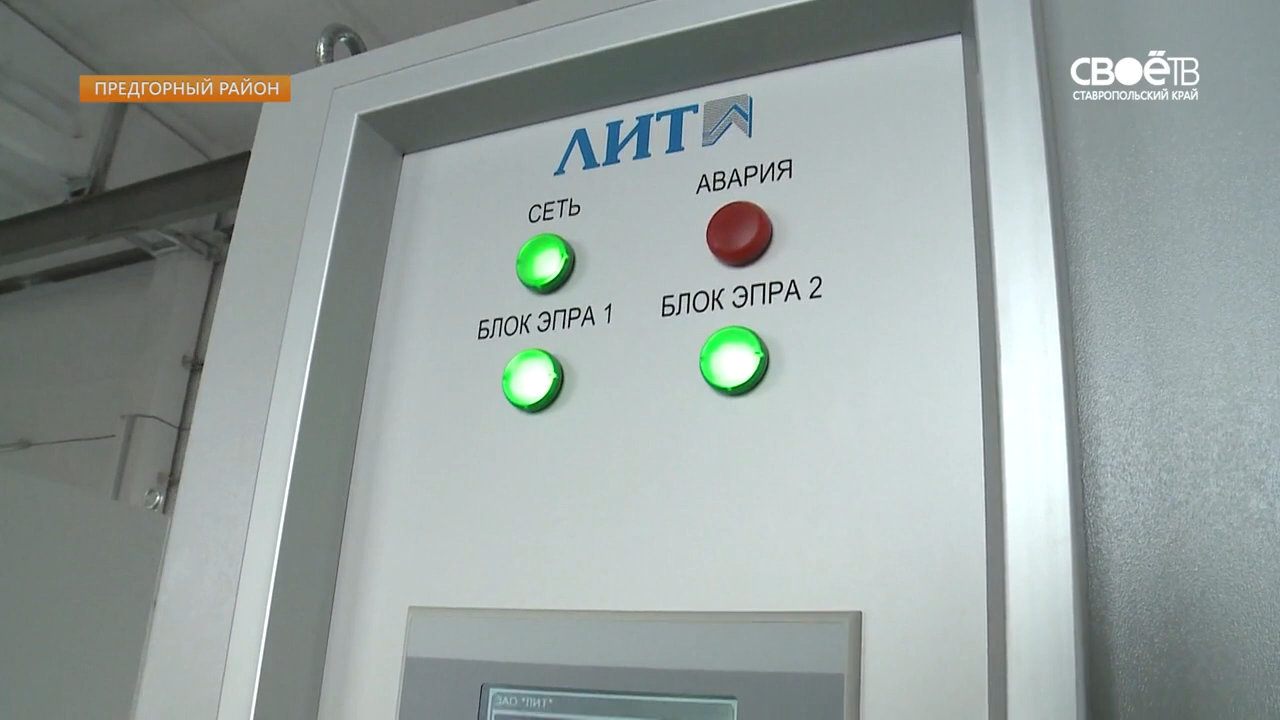 ПРЕДГОРНЫЙ РАЙОН
СВОЁТВ
СТАВРОПОЛЬСКИЙ КРАЙ
ЛИТ
СЕТЬ
АВАРИЯ
БЛОК ЭПРА 1
БЛОК ЭПРА 2
ЗАО "ЛИТ"